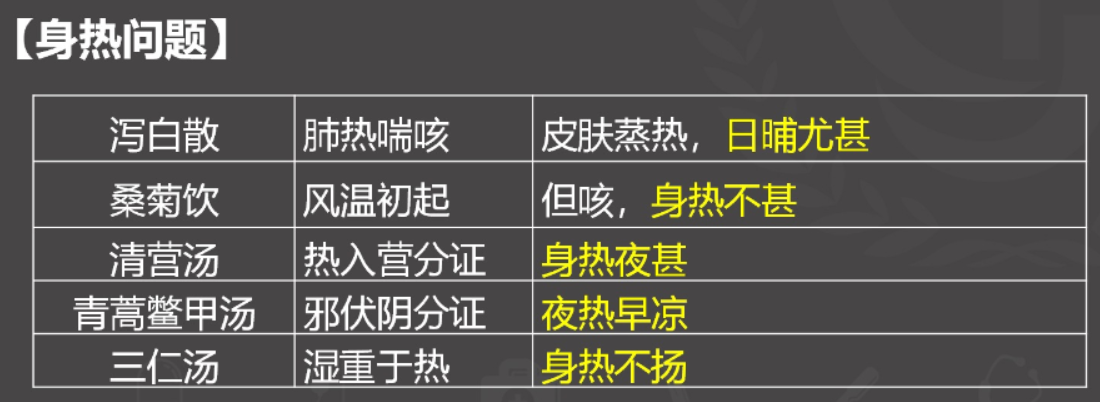 【身热问题】
泻白散 肺热喘咳 皮肤蒸热，日晡尤甚
桑菊饮 风温初起 但咳，身热不甚
清营汤 热入营分证 身热夜甚
青蒿鳖甲汤 邪伏阴分证 夜热早凉
三仁汤 湿重于热 身热不扬